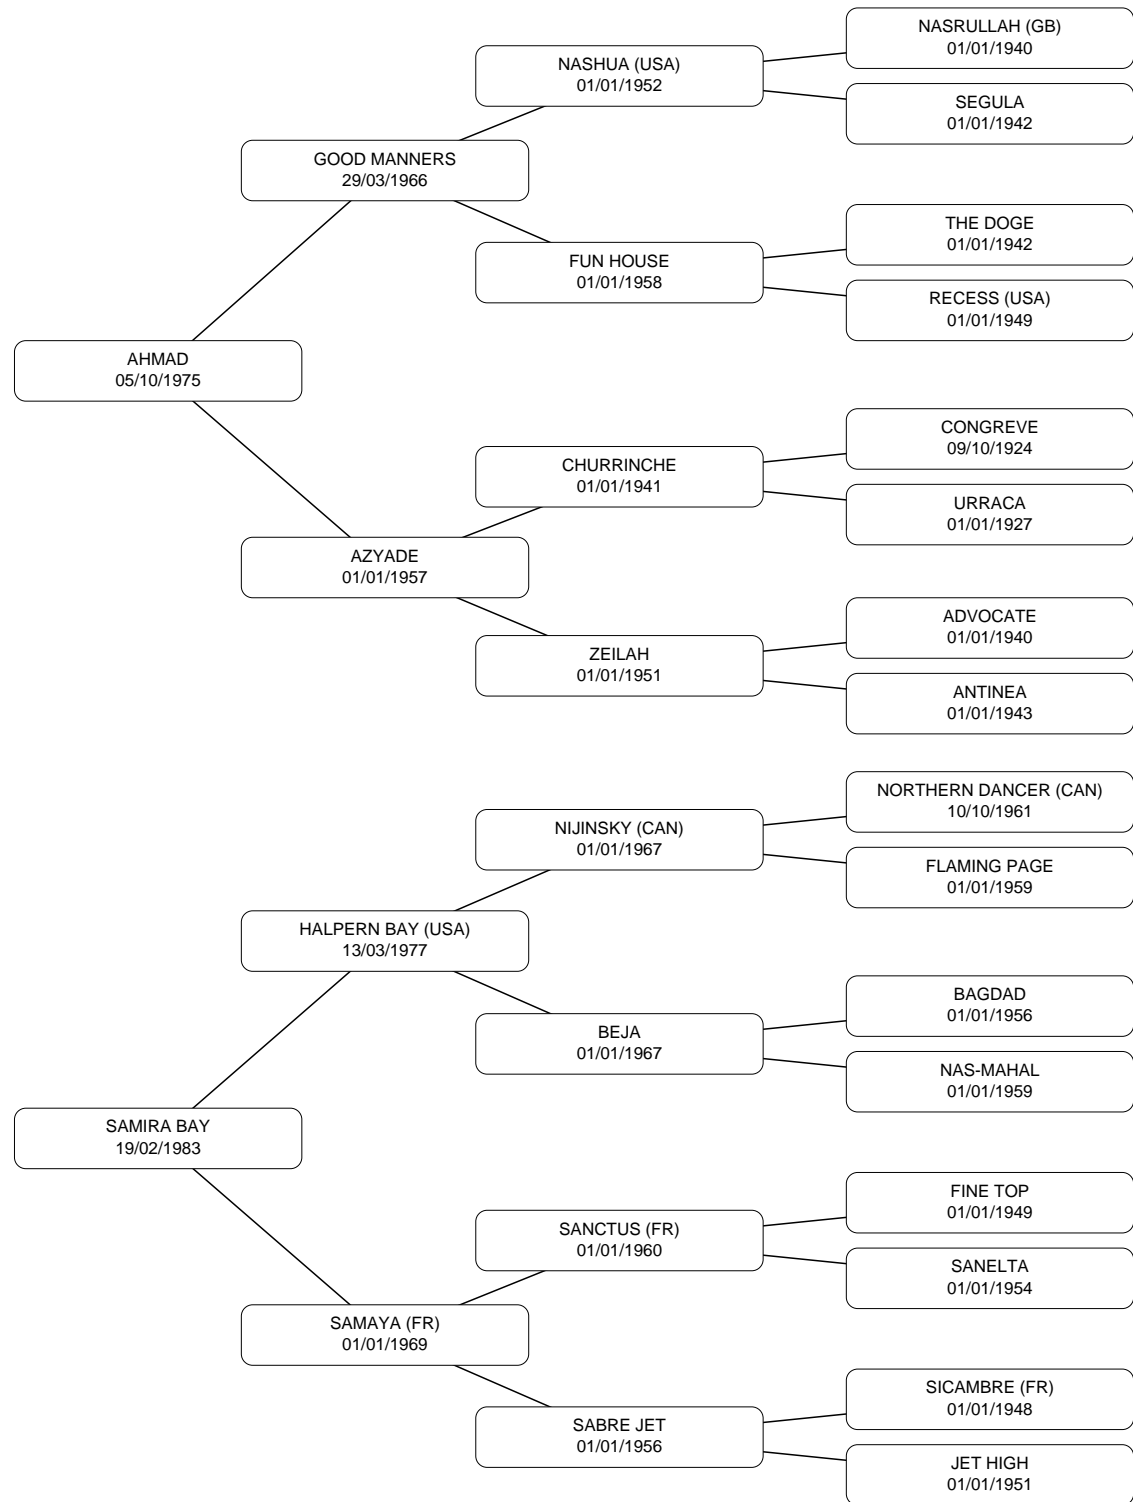 NASRULLAH (GB)
01/01/1940
NASHUA (USA)
01/01/1952
SEGULA
01/01/1942
GOOD MANNERS
29/03/1966
THE DOGE
01/01/1942
FUN HOUSE
01/01/1958
RECESS (USA)
01/01/1949
AHMAD
05/10/1975
CONGREVE
09/10/1924
CHURRINCHE
01/01/1941
URRACA
01/01/1927
AZYADE
01/01/1957
ADVOCATE
01/01/1940
ZEILAH
01/01/1951
ANTINEA
01/01/1943
NORTHERN DANCER (CAN)
10/10/1961
NIJINSKY (CAN)
01/01/1967
FLAMING PAGE
01/01/1959
HALPERN BAY (USA)
13/03/1977
BAGDAD
01/01/1956
BEJA
01/01/1967
NAS-MAHAL
01/01/1959
SAMIRA BAY
19/02/1983
FINE TOP
01/01/1949
SANCTUS (FR)
01/01/1960
SANELTA
01/01/1954
SAMAYA (FR)
01/01/1969
SICAMBRE (FR)
01/01/1948
SABRE JET
01/01/1956
JET HIGH
01/01/1951